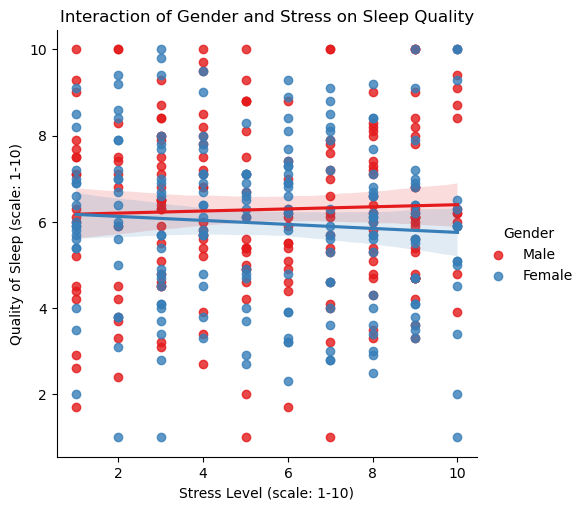 Interaction of Gender and Stress on Sleep Quality
10
8
6
4
2
Quality of Sleep (scale: 1-10)
2 4 6 8 10
Stress Level (scale: 1-10)
Gender
Male
Female